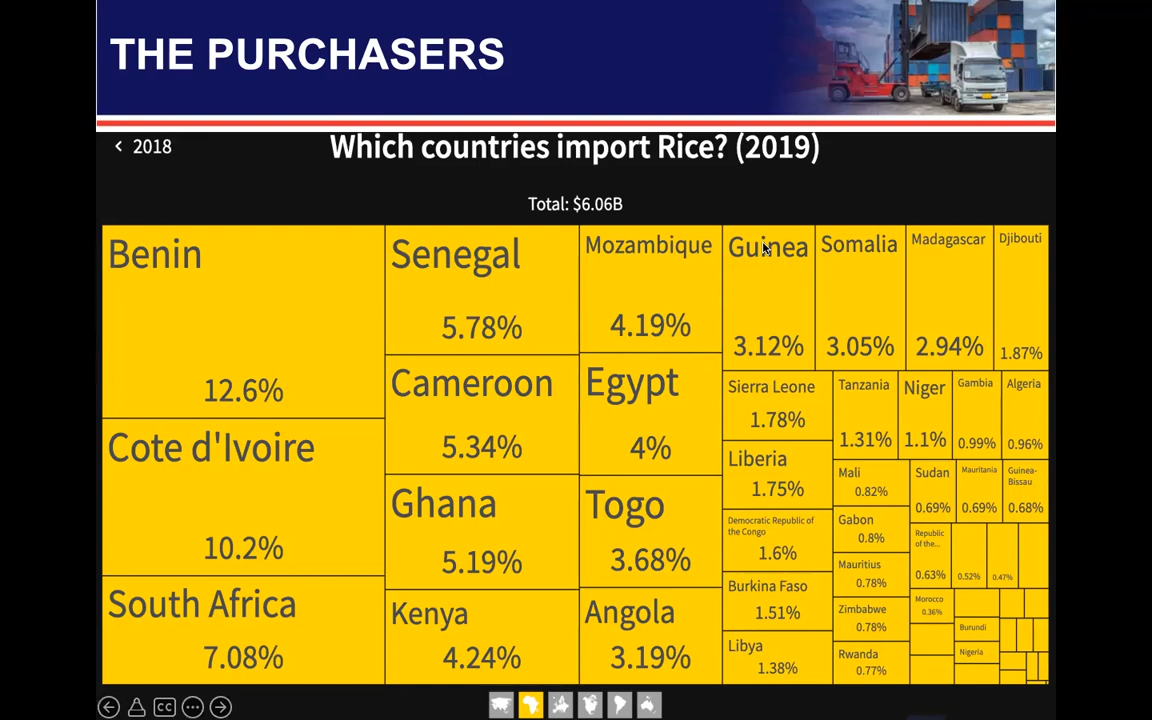 THE PURCHASERS
< 2018
Which countries import Rice? (2019)
Total: $6.06B
Benin
12.6%
Cote d'Ivoire
10.2%
South Africa
7.08%
Senegal
5.78%
Cameroon
5.34%
Ghana
5.19%
Kenya
4.24%
Mozambique
4.19%
Egypt
4%
Togo
3.68%
Angola
3.19%
Guinea
3.12%
Somalia
3.05%
Madagascar
2.94%
Djibouti
1.87%
Sierra Leone
1.78%
Liberia
1.75%
Democratic Republic of
the Congo
1.6%
Burkina Faso
1.51%
Libya
1.38%
Tanzania
1.31%
Niger
1.1%
Gambia
0.99%
Algeria
0.96%
Mali
0.82%
Gabon
0.8%
Mauritius
0.78%
Zimbabwe
0.78%
Rwanda
0.77%
Sudan
0.69%
Mauritania
0.69%
Guinea-
Bissau
0.68%
Republic
of the...
0.63%
0.52%
0.47%
Morocco
0.36%
Burundi
Nigeria
CC